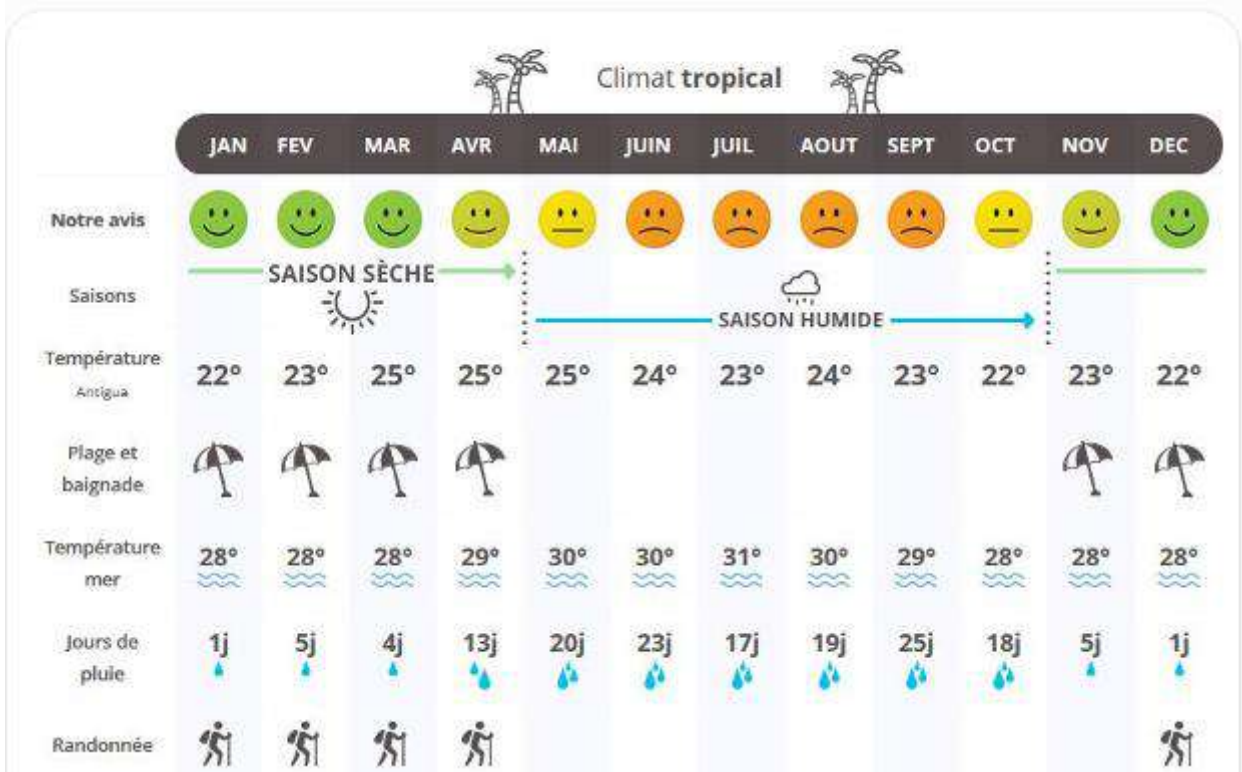 Climat tropical
JAN FEV MAR AVR MAI JUIN JUIL AOUT SEPT OCT NOV DEC
Notre avis
SAISON SÈCHE
Saisons
SAISON HUMIDE
Température
Antigua
22° 23° 25° 25° 25° 24° 23° 24° 23° 22° 23° 22°
Plage et
baignade
Température
mer
28° 28° 28° 29° 30° 30° 31° 30° 29° 28° 28° 28°
Jours de
pluie
1j 5j 4j 13j 20j 23j 17j 19j 25j 18j 5j 1j
Randonnée